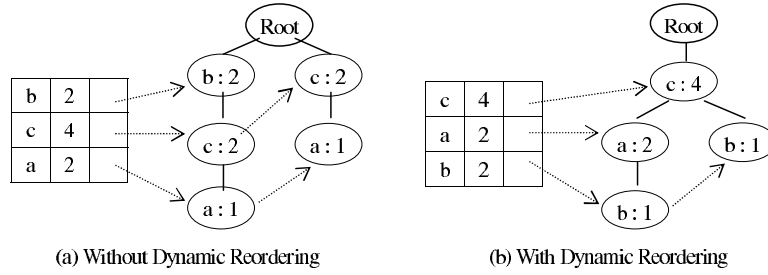 Root
b : 2
c : 2
b 2
c 4
a 2
c : 2
a : 1
a : 1
(a) Without Dynamic Reordering
Root
c : 4
c 4
a 2
b 2
a : 2
b : 1
b : 1
(b) With Dynamic Reordering